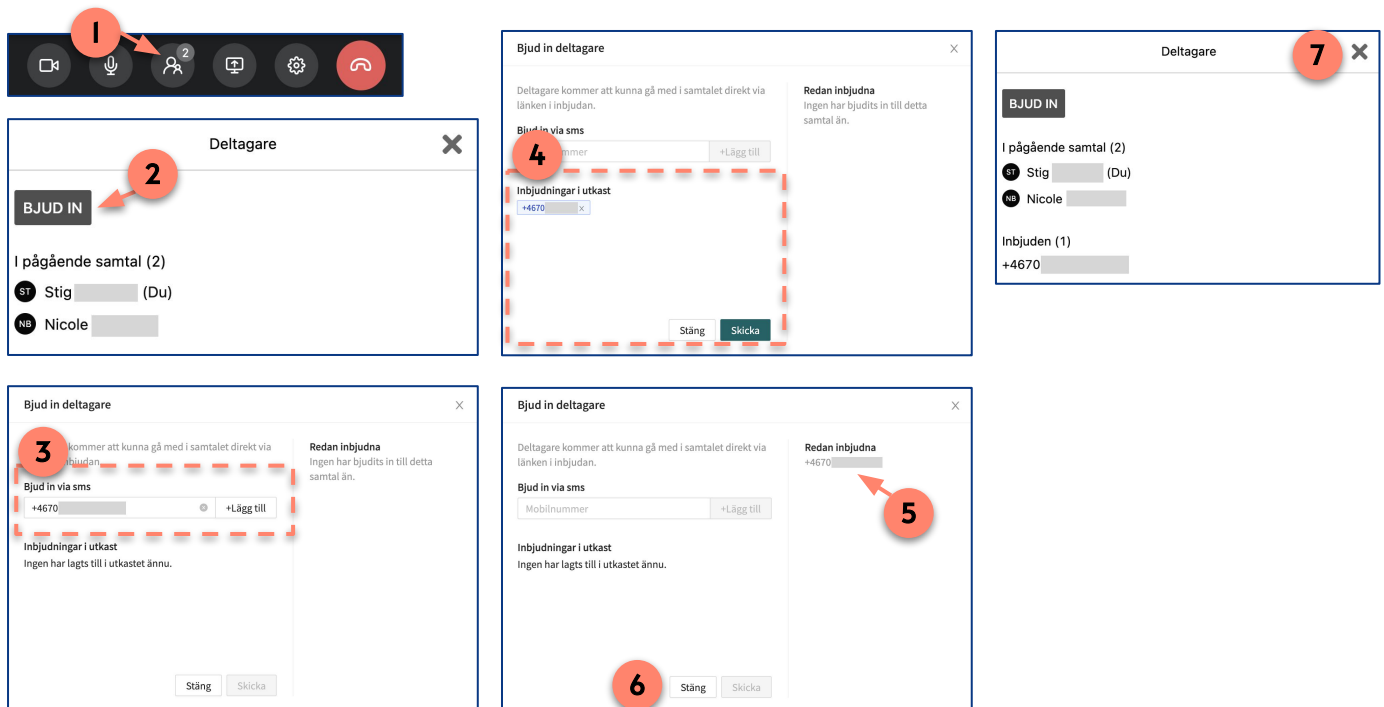 1
2
Deltagare
2
BJUD IN
I pågående samtal (2)
ST Stig (Du)
NB Nicole
Bjud in deltagare
3
kommer att kunna gå med i samtalet direkt via
Bjud in via sms
+4670 +Lägg till
Inbjudningar i utkast
Ingen har lagts till i utkastet ännu.
Redan inbjudna
Ingen har bjudits in till detta
samtal än.
Stäng Skicka
Bjud in deltagare
Deltagare kommer att kunna gå med i samtalet direkt via
länken i inbjudan.
Bjud in via sms
4
+Lägg till
Inbjudningar i utkast
+4670
Redan inbjudna
Ingen har bjudits in till detta
samtal än.
Stäng Skicka
Bjud in deltagare
Deltagare kommer att kunna gå med i samtalet direkt via
länken i inbjudan.
Bjud in via sms
Mobilnummer +Lägg till
Inbjudningar i utkast
Ingen har lagts till i utkastet ännu.
Redan inbjudna
+4670
5
6
Stäng Skicka
Deltagare
7
BJUD IN
I pågående samtal (2)
ST Stig (Du)
NB Nicole
Inbjuden (1)
+4670